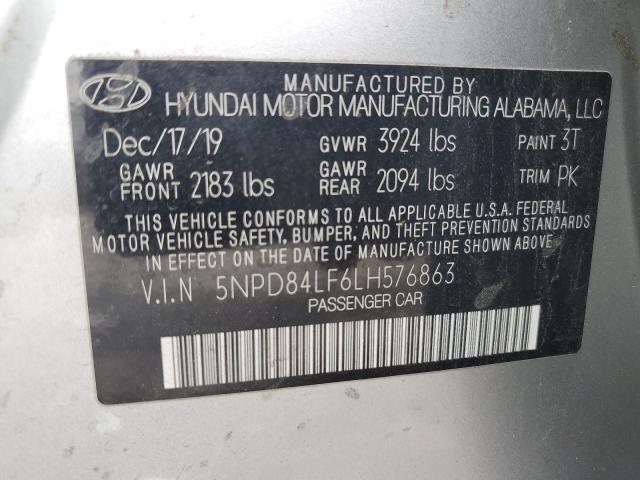 MANUFACTURED BY
HYUNDAI MOTOR MANUFACTURING ALABAMA, LLC
Dec/17/19 GVWR 3924 lbs PAINT 3T
GAWR FRONT 2183 lbs GAWR REAR 2094 lbs TRIM PK
THIS VEHICLE CONFORMS TO ALL APPLICABLE U.S.A. FEDERAL
MOTOR VEHICLE SAFETY, BUMPER, AND THEFT PREVENTION STANDARDS
IN EFFECT ON THE DATE OF MANUFACTURE SHOWN ABOVE.
V.I.N 5NPD84LF6LH576863
PASSENGER CAR